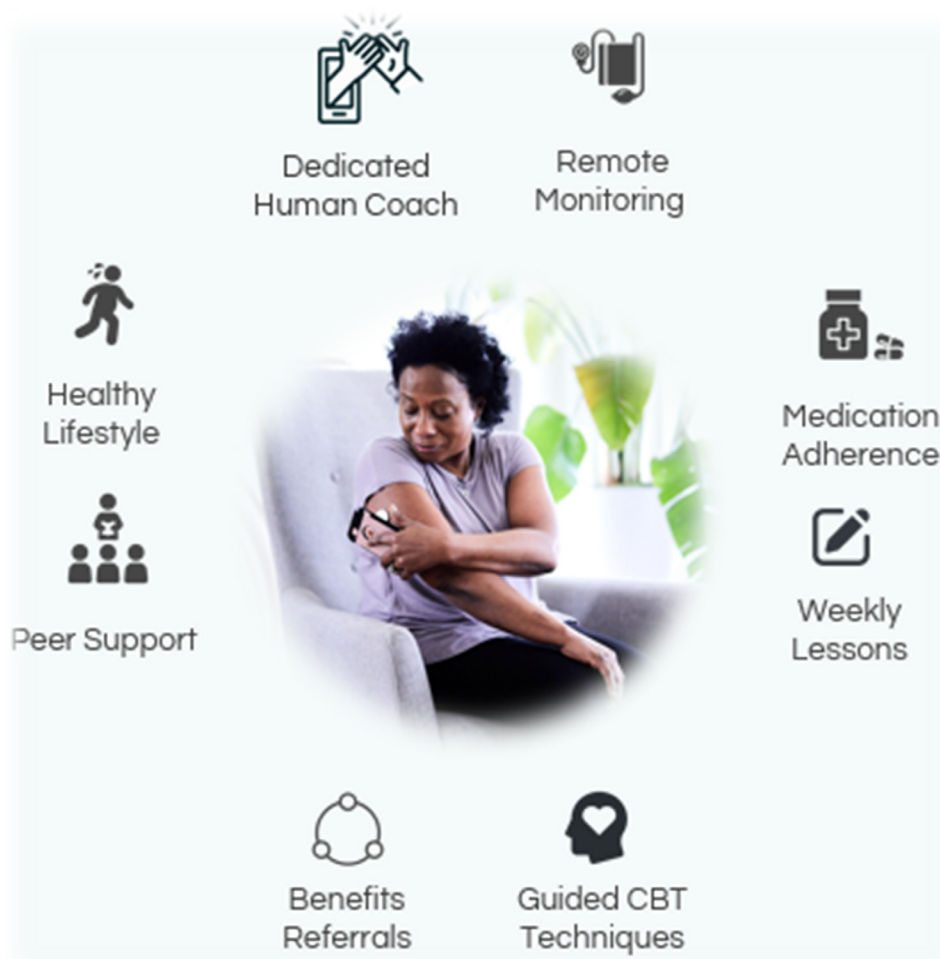 Dedicated
Human Coach
Remote
Monitoring
Healthy
Lifestyle
Medication
Adherence
Peer Support
Weekly
Lessons
Benefits
Referrals
Guided CBT
Techniques